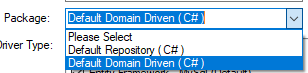 Package: Default Domain Driven ( C# )
Please Select
Default Repository ( C# )
Driver Type: Default Domain Driven ( C# )